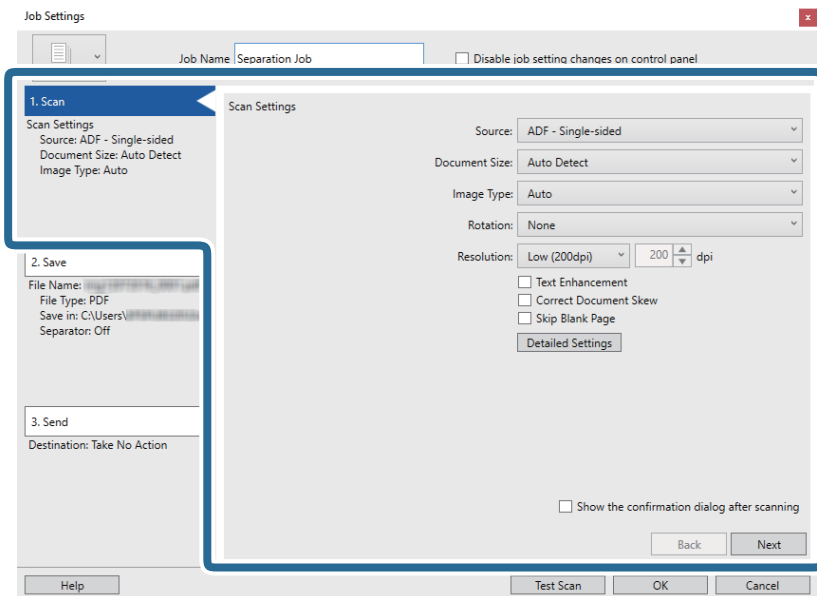 Job Settings
x
Job Name Separation Job
Disable job setting changes on control panel
1. Scan
Scan Settings
Source: ADF - Single-sided
Document Size: Auto Detect
Image Type: Auto
2. Save
File Name:
File Type: PDF
Save in: C:\Users\
Separator: Off
3. Send
Destination: Take No Action
Scan Settings
Source: ADF - Single-sided
Document Size: Auto Detect
Image Type: Auto
Rotation: None
Resolution: Low (200dpi) 200 dpi
Text Enhancement
Correct Document Skew
Skip Blank Page
Detailed Settings
Show the confirmation dialog after scanning
Back Next
Help Test Scan OK Cancel